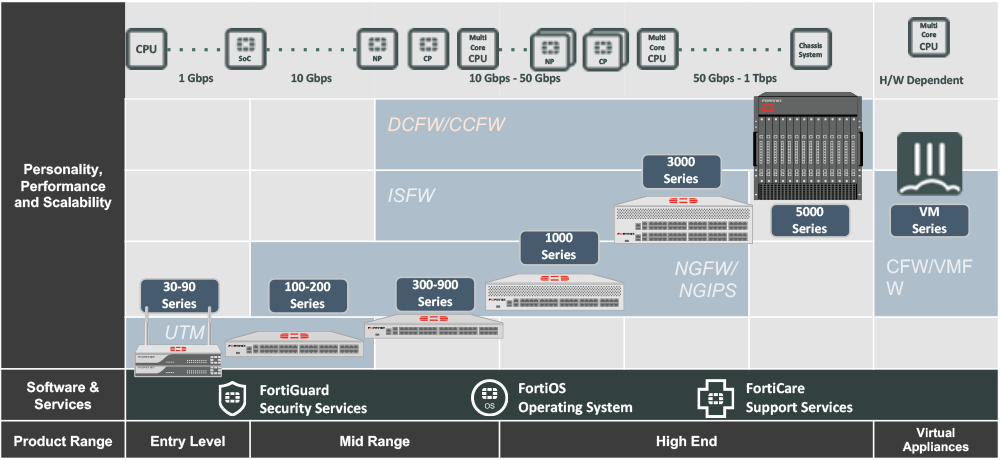 CPU
SoC
NP
CP
Multi
Core
CPU
NP
CP
Multi
Core
CPU
Chassis
System
Multi
Core
CPU
1 Gbps
10 Gbps
10 Gbps - 50 Gbps
50 Gbps - 1 Tbps
H/W Dependent
Personality,
Performance
and Scalability
DCFW/CCFW
ISFW
NGFW/
NGIPS
UTM
CFW/VMF
W
30-90
Series
100-200
Series
300-900
Series
1000
Series
3000
Series
5000
Series
VM
Series
Software &
Services
FortiGuard
Security Services
OS
FortiOS
Operating System
FortiCare
Support Services
Product Range
Entry Level
Mid Range
High End
Virtual
Appliances